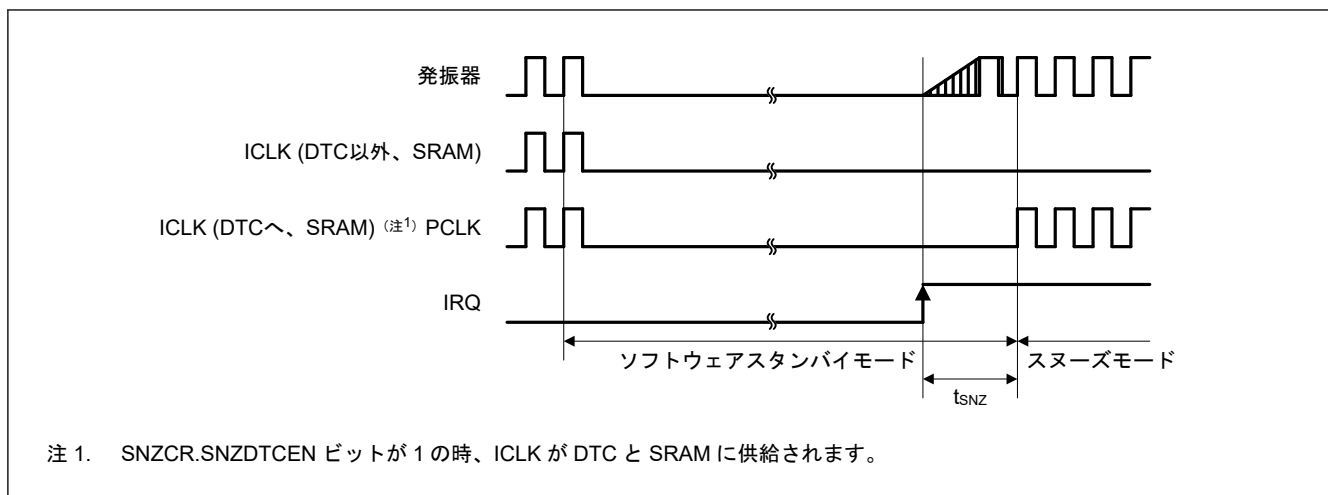 発振器
ICLK (DTC以外、SRAM)
ICLK (DTCへ、SRAM)（注1）PCLK
IRQ
ソフトウェアスタンバイモード
スヌーズモード
tSNZ
注 1. SNZCR.SNZDTCEN ビットが 1 の時、ICLK が DTC と SRAM に供給されます。